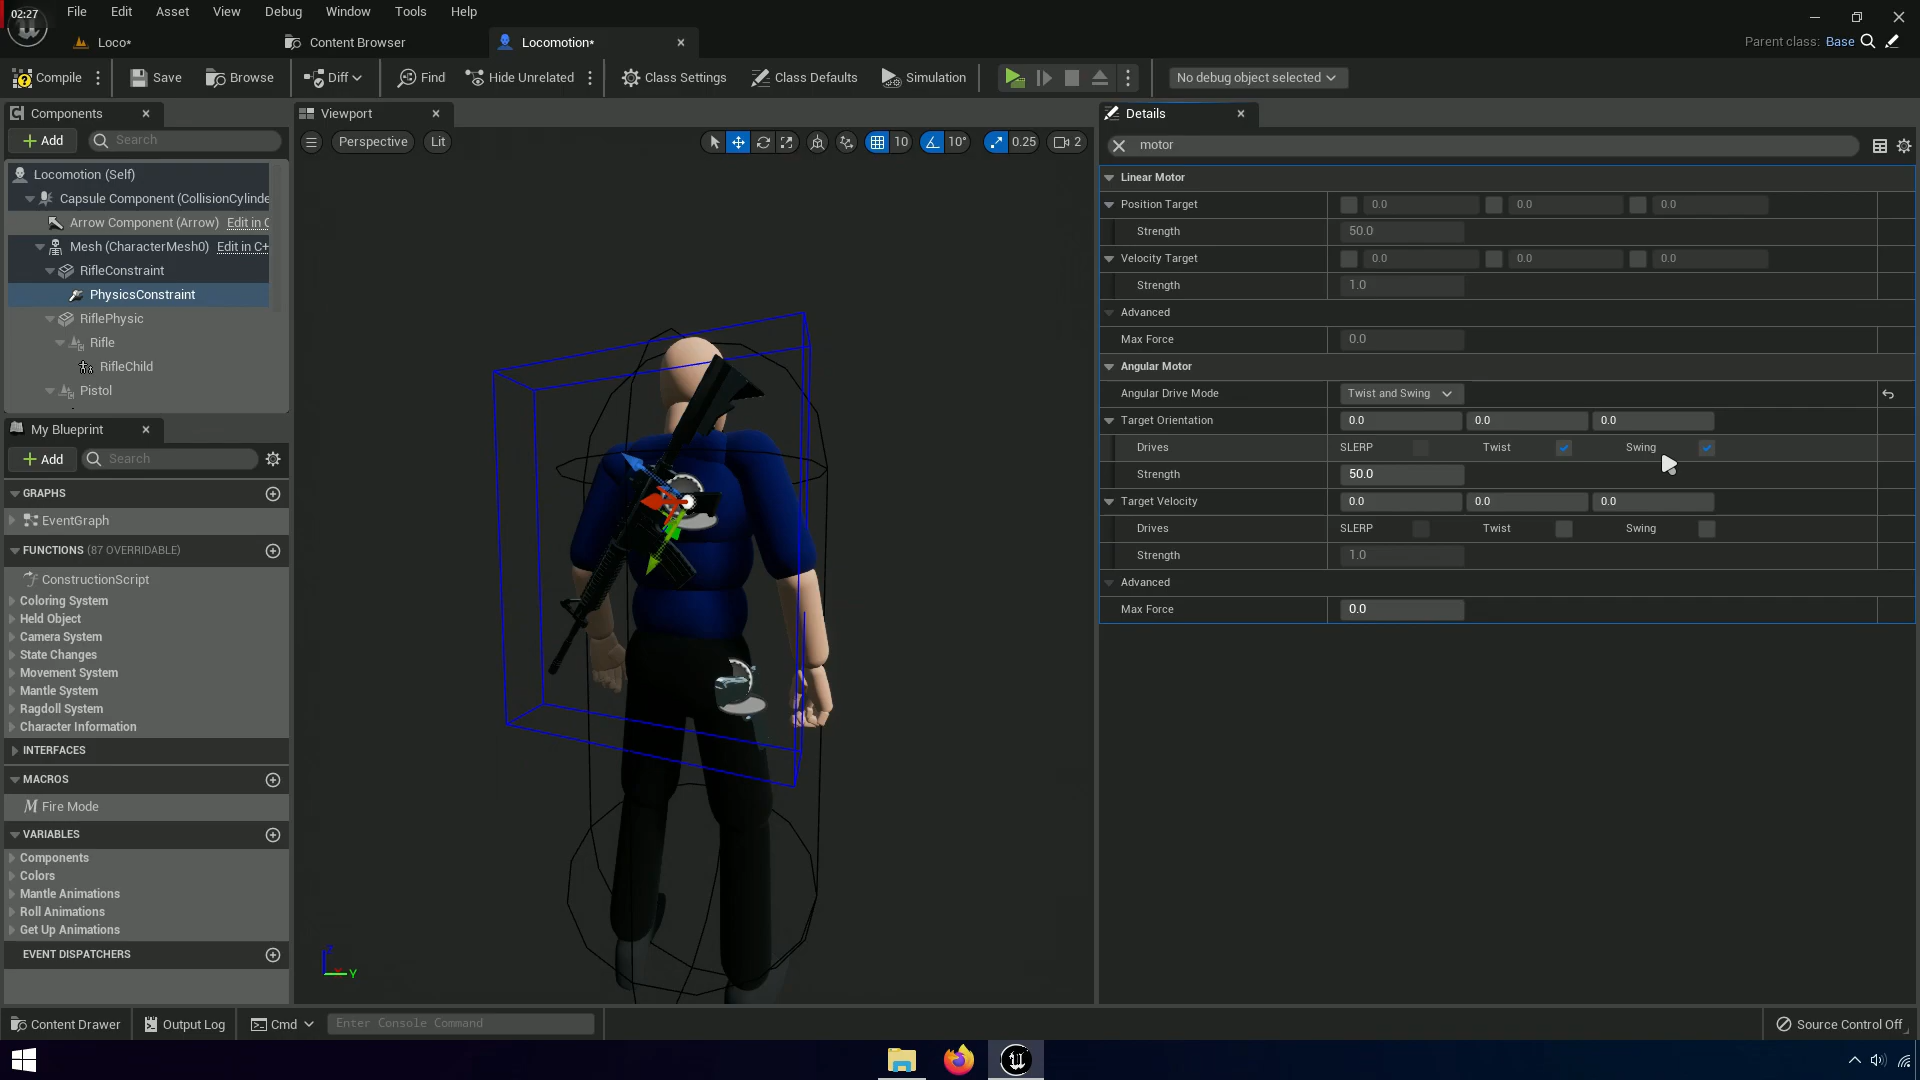 02:27
File Edit Asset View Debug Window Tools Help
Loco* Content Browser Locomotion* Parent class: Base
Compile Save Browse Diff Find Hide Unrelated Class Settings Class Defaults Simulation No debug object selected
Components
Add Search
Locomotion (Self)
Capsule Component (CollisionCylinde
Arrow Component (Arrow) Edit in C
Mesh (CharacterMesh0) Edit in C+
RifleConstraint
PhysicsConstraint
RiflePhysic
Rifle
RifleChild
Pistol
My Blueprint
Add Search
GRAPHS
EventGraph
FUNCTIONS (87 OVERRIDABLE)
ConstructionScript
Coloring System
Held Object
Camera System
State Changes
Movement System
Mantle System
Ragdoll System
Character Information
INTERFACES
MACROS
Fire Mode
VARIABLES
Components
Colors
Mantle Animations
Roll Animations
Get Up Animations
EVENT DISPATCHERS
Viewport
Perspective Lit 10 10° 0.25 2
Y
Details
motor
Linear Motor
Position Target 0.0 0.0 0.0
Strength 50.0
Velocity Target 0.0 0.0 0.0
Strength 1.0
Advanced
Max Force 0.0
Angular Motor
Angular Drive Mode Twist and Swing
Target Orientation 0.0 0.0 0.0
Drives SLERP Twist Swing
Strength 50.0
Target Velocity 0.0 0.0 0.0
Drives SLERP Twist Swing
Strength 1.0
Advanced
Max Force 0.0
Content Drawer Output Log Cmd Enter Console Command Source Control Off